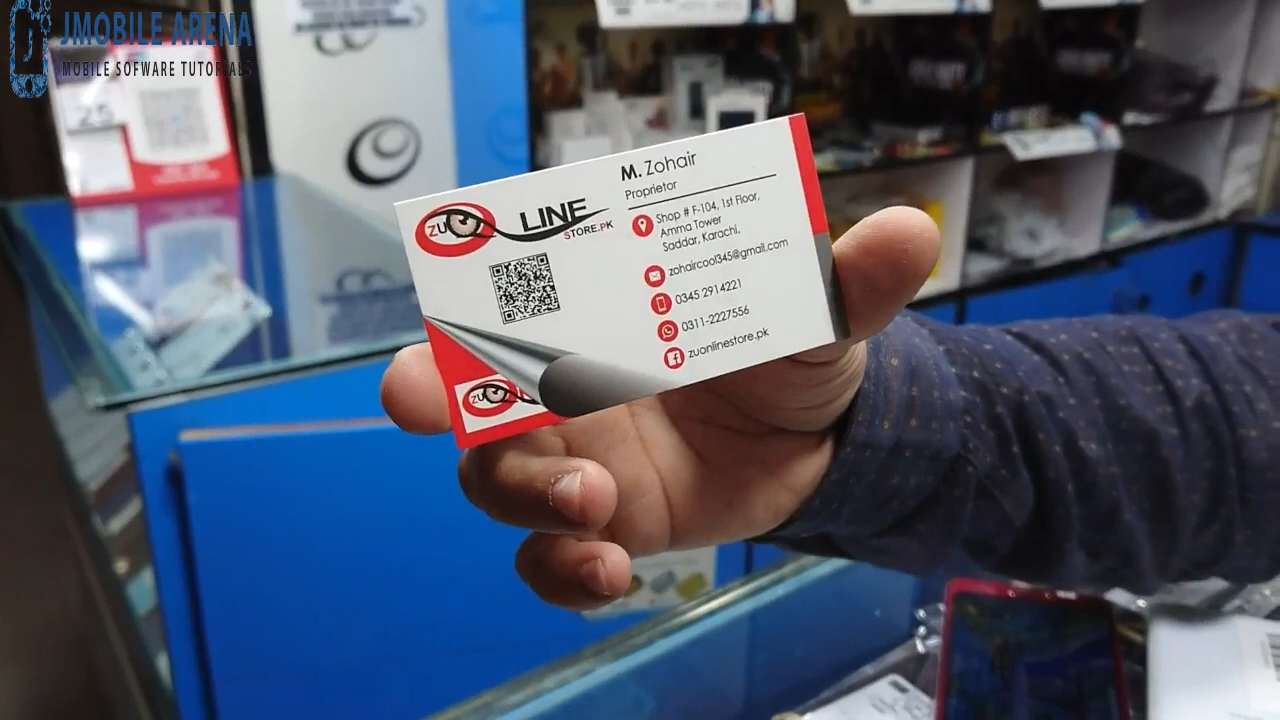 JMOBILE ARENA
MOBILE SOFWARE TUTORIALS
ZU LINE
STORE.PK
M. Zohair
Proprietor
Shop # F-104, 1st Floor,
Amma Tower
Saddar, Karachi.
zohaircool345@gmail.com
0345 2914221
0311-2227556
zuonlinestore.pk
ZU